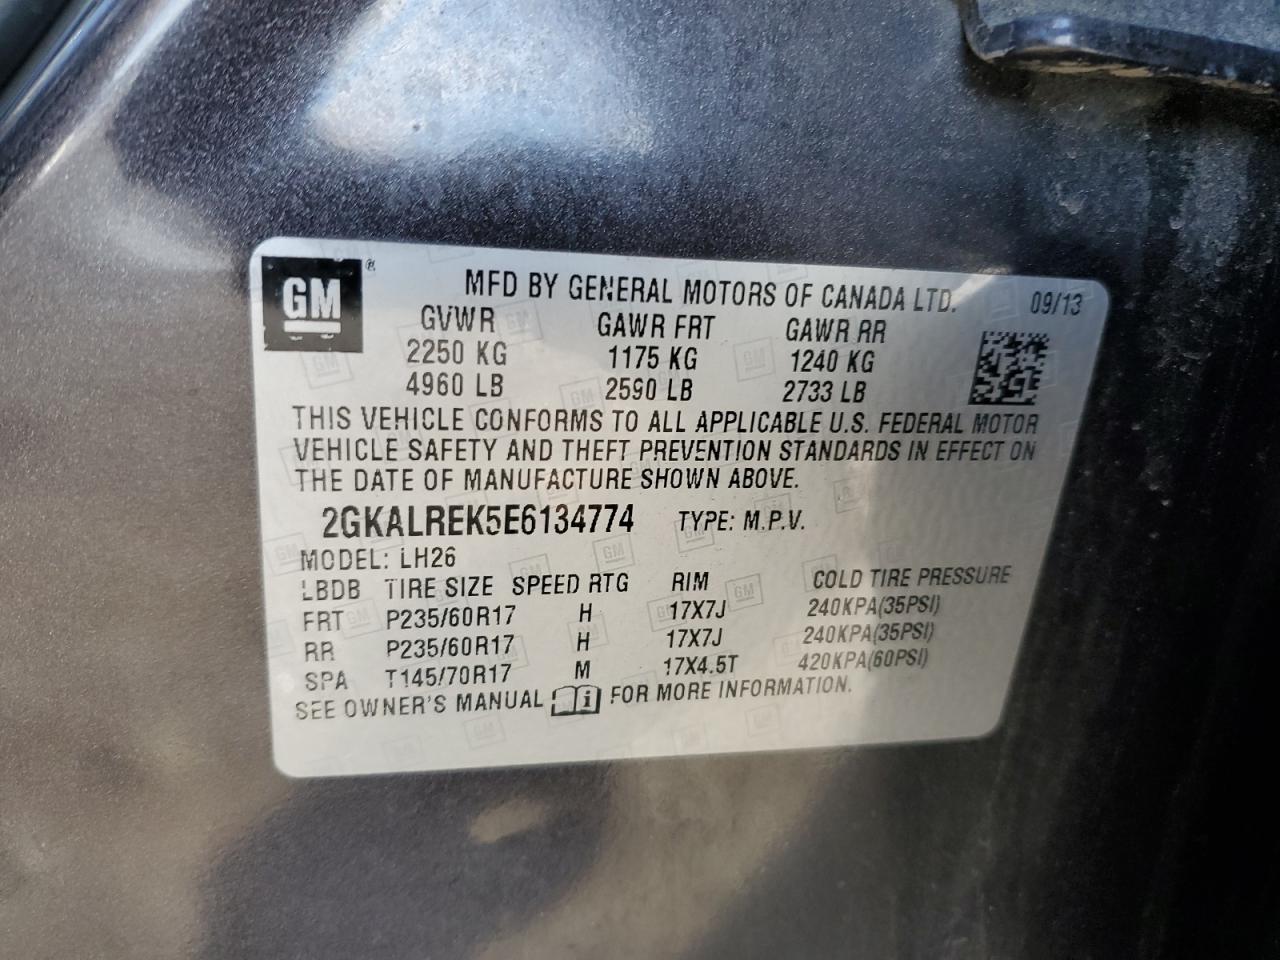 GM ®
MFD BY GENERAL MOTORS OF CANADA LTD. 09/13
GVWR GAWR FRT GAWR RR
2250 KG 1175 KG 1240 KG
4960 LB 2590 LB 2733 LB
THIS VEHICLE CONFORMS TO ALL APPLICABLE U.S. FEDERAL MOTOR
VEHICLE SAFETY AND THEFT PREVENTION STANDARDS IN EFFECT ON
THE DATE OF MANUFACTURE SHOWN ABOVE.
2GKALREK5E6134774 TYPE: M.P.V.
MODEL: LH26
LBDB TIRE SIZE SPEED RTG RIM COLD TIRE PRESSURE
FRT P235/60R17 H 17X7J 240KPA(35PSI)
RR P235/60R17 H 17X7J 240KPA(35PSI)
SPA T145/70R17 M 17X4.5T 420KPA(60PSI)
SEE OWNER'S MANUAL i FOR MORE INFORMATION.